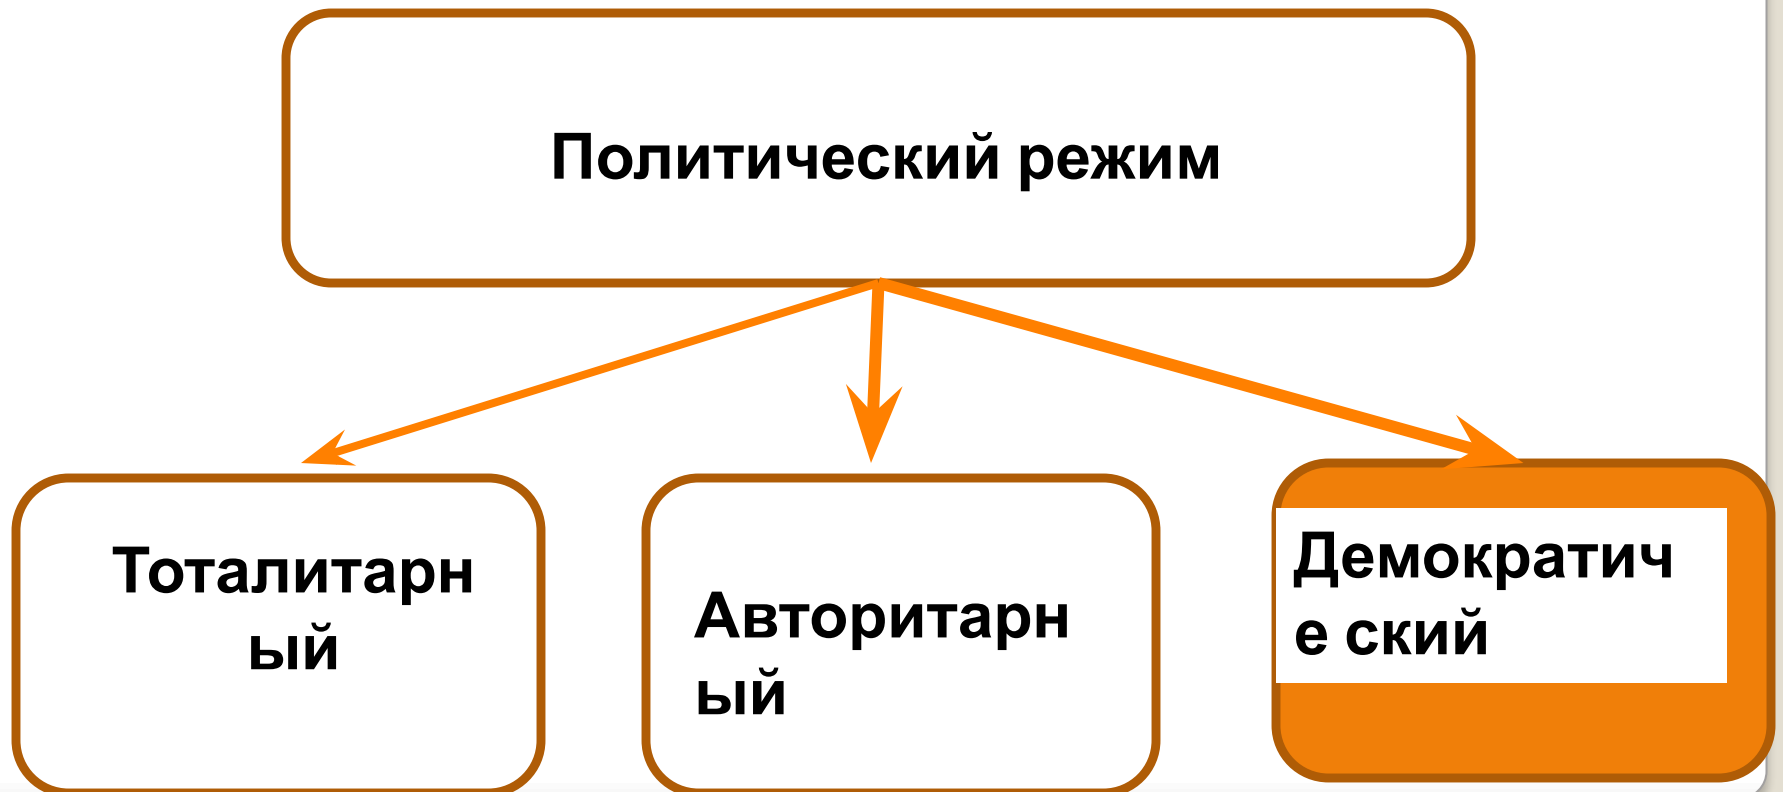 Политический режим
Тоталитарн
ый
Авторитарн
ый
Демократич
е ский